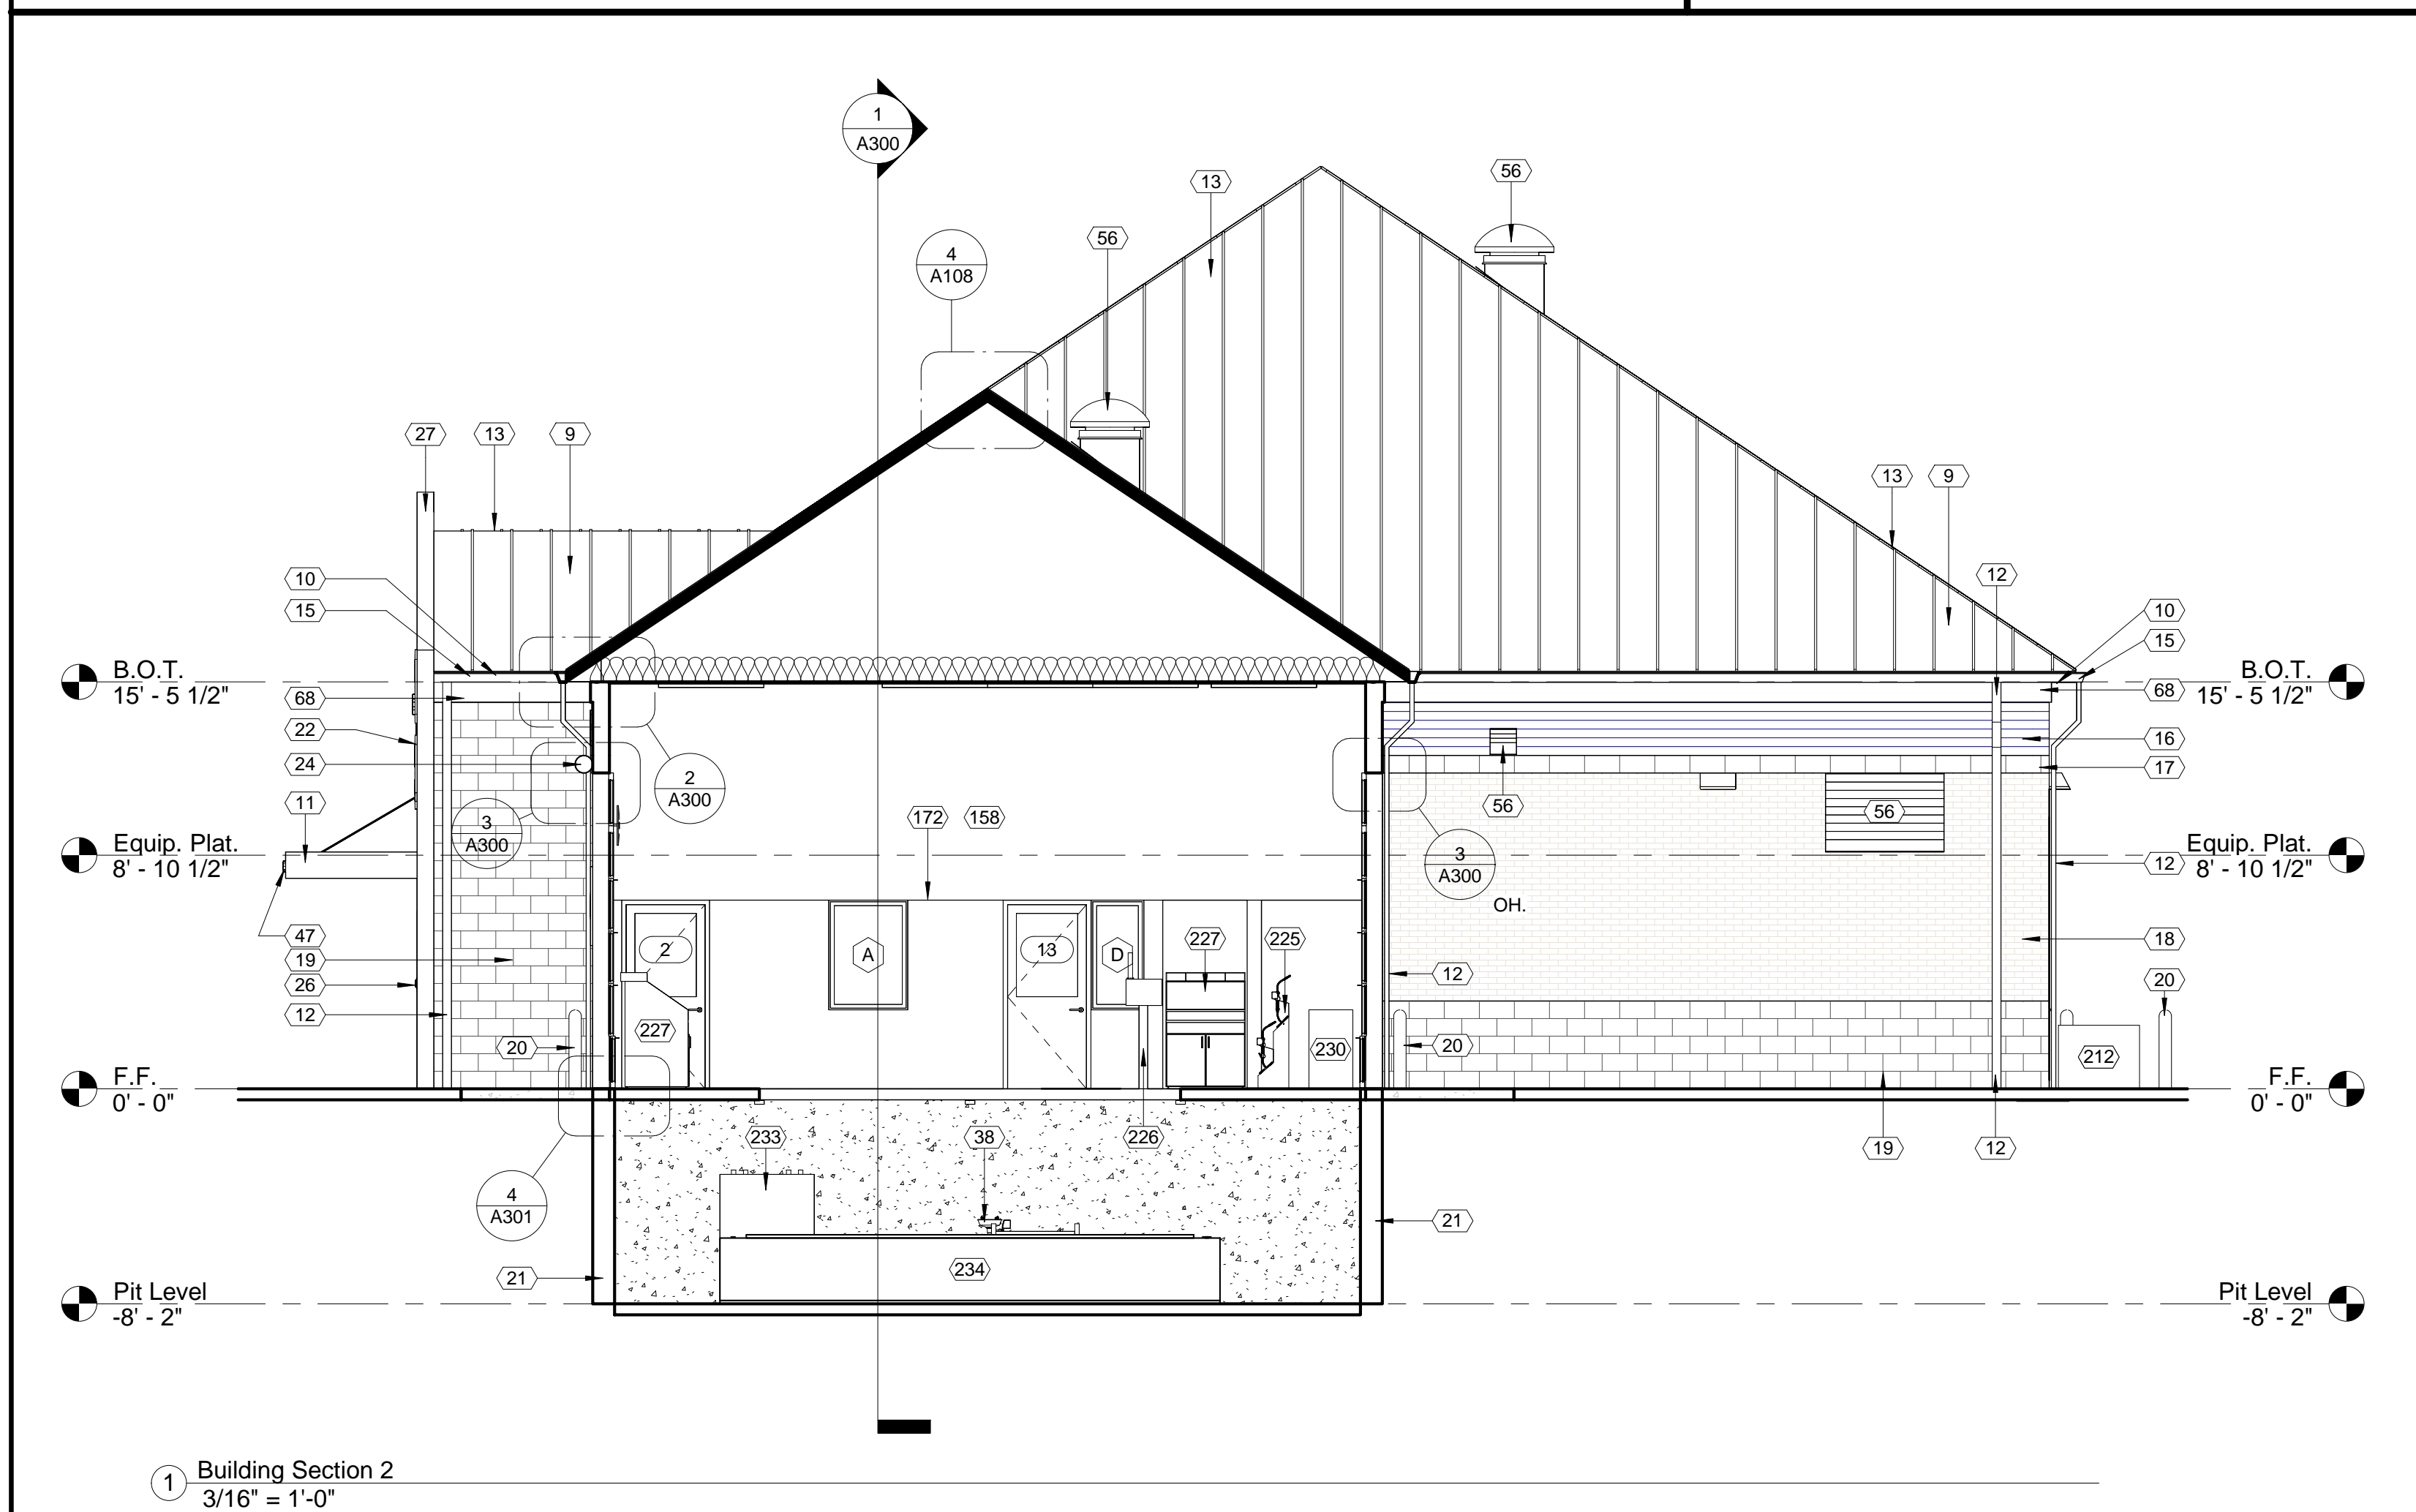 1
A300
13
56
56
4
A108
27
13
9
13
9
10
15
12
10
15
B.O.T.
15' - 5 1/2"
B.O.T.
15' - 5 1/2"
68
68
22
16
24
17
2
A300
11
56
56
172
158
3
A300
3
A300
Equip. Plat.
8' - 10 1/2"
12
Equip. Plat.
8' - 10 1/2"
OH.
47
2
A
13
D
227
225
18
19
26
12
12
20
227
20
230
20
212
F.F.
0' - 0"
F.F.
0' - 0"
233
38
226
19
12
4
A301
21
21
234
Pit Level
-8' - 2"
Pit Level
-8' - 2"
1
Building Section 2
3/16" = 1'-0"